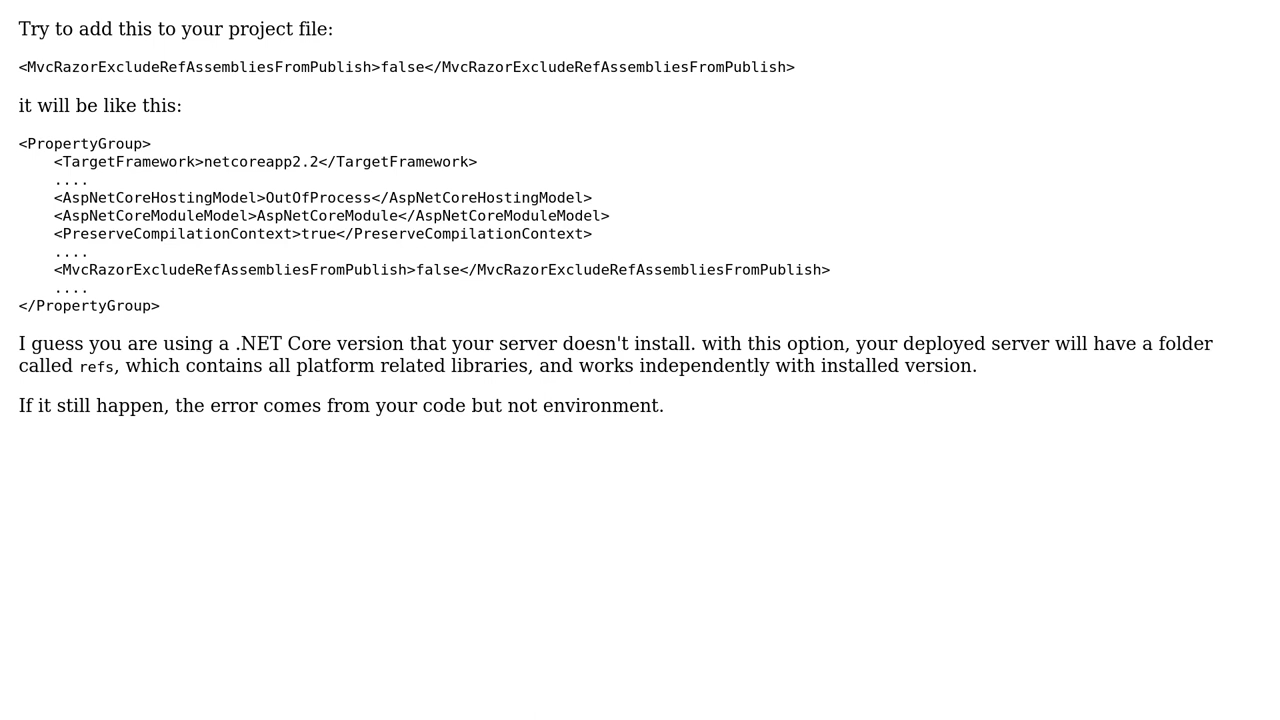 Try to add this to your project file:
<MvcRazorExcludeRefAssembliesFromPublish>false</MvcRazorExcludeRefAssembliesFromPublish>
it will be like this:
<PropertyGroup>
    <TargetFramework>netcoreapp2.2</TargetFramework>
    ....
    <AspNetCoreHostingModel>OutOfProcess</AspNetCoreHostingModel>
    <AspNetCoreModuleModel>AspNetCoreModule</AspNetCoreModuleModel>
    <PreserveCompilationContext>true</PreserveCompilationContext>
    ....
    <MvcRazorExcludeRefAssembliesFromPublish>false</MvcRazorExcludeRefAssembliesFromPublish>
    ....
</PropertyGroup>
I guess you are using a .NET Core version that your server doesn't install. with this option, your deployed server will have a folder
called refs, which contains all platform related libraries, and works independently with installed version.
If it still happen, the error comes from your code but not environment.